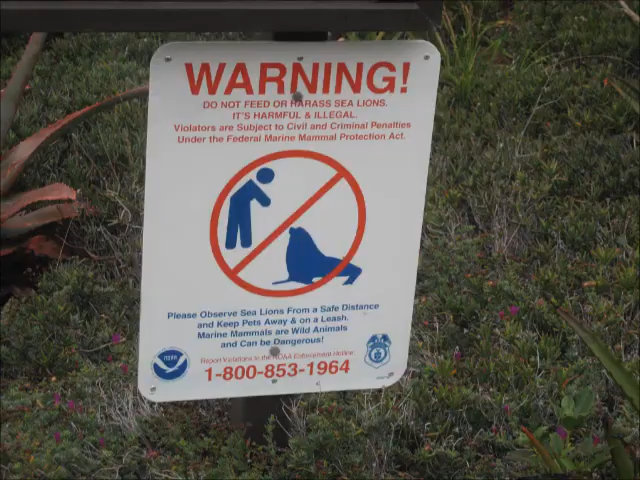 WARNING!
DO NOT FEED OR HARASS SEA LIONS.
IT'S HARMFUL & ILLEGAL.
Violators are Subject to Civil and Criminal Penalties
Under the Federal Marine Mammal Protection Act.
Please Observe Sea Lions From a Safe Distance
and Keep Pets Away & on a Leash.
Marine Mammals are Wild Animals
and Can be Dangerous!
NOAA
Report Violations to the NOAA Enforcement Hotline
1-800-853-1964